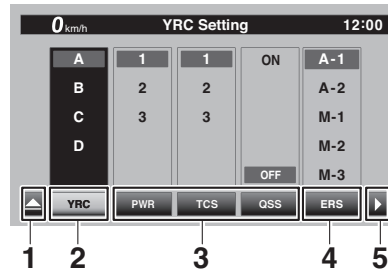 0 km/h YRC Setting 12:00
A 1 1 ON A-1
B 2 2 A-2
C 3 3 M-1
D M-2
OFF M-3
YRC PWR TCS QSS ERS
1 2 3 4 5